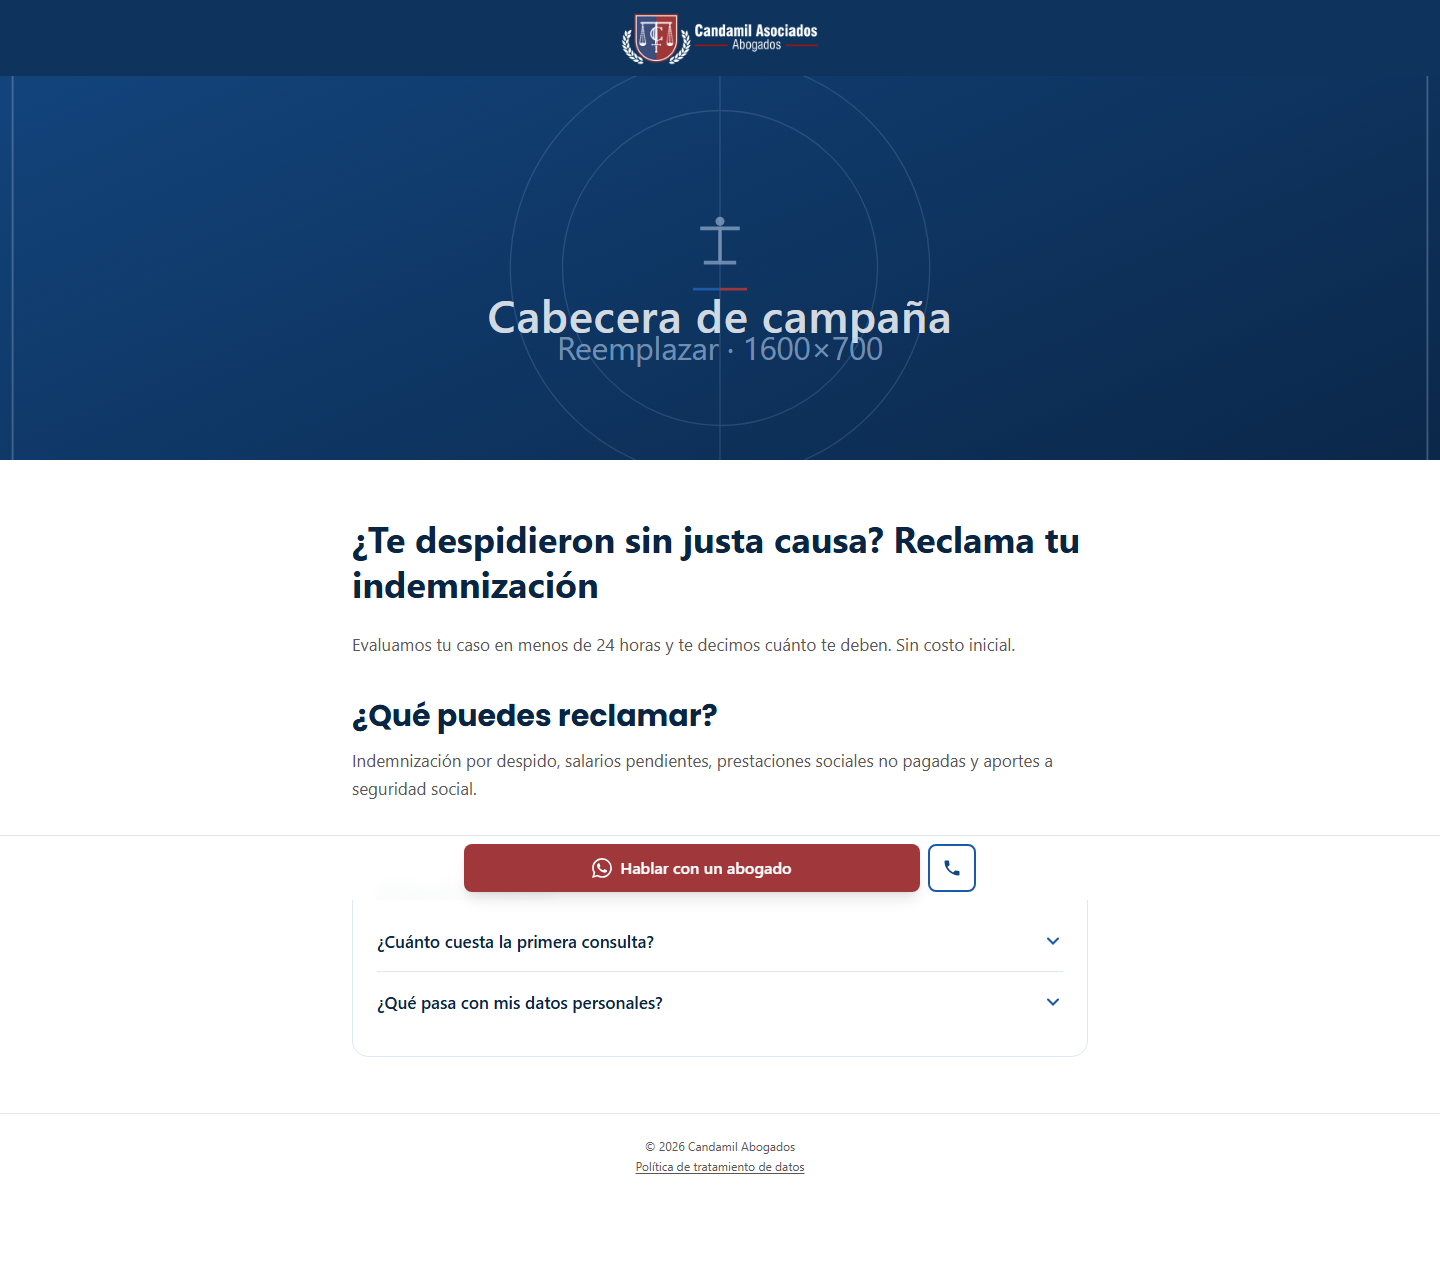 Candamil Asociados
Abogados
Cabecera de campaña
Reemplazar · 1600×700
¿Te despidieron sin justa causa? Reclama tu
indemnización
Evaluamos tu caso en menos de 24 horas y te decimos cuánto te deben. Sin costo inicial.
¿Qué puedes reclamar?
Indemnización por despido, salarios pendientes, prestaciones sociales no pagadas y aportes a
seguridad social.
Hablar con un abogado
¿Cuánto cuesta la primera consulta?
¿Qué pasa con mis datos personales?
© 2026 Candamil Abogados
Política de tratamiento de datos